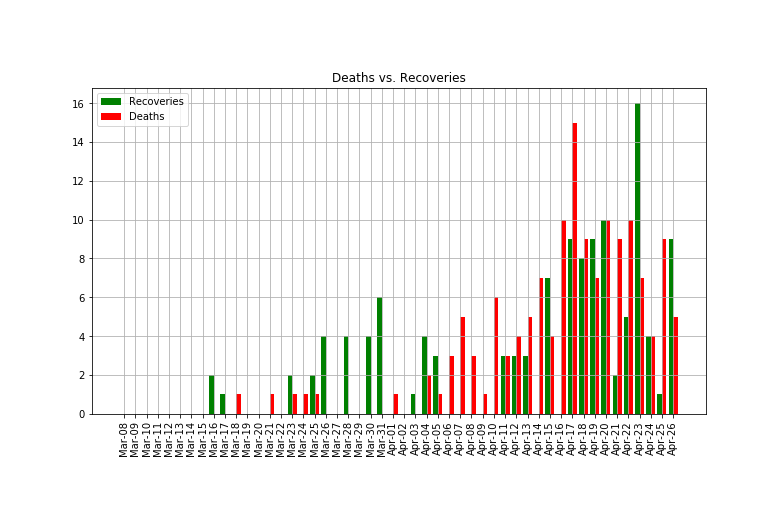 Deaths vs. Recoveries
Recoveries
Deaths
16
14
12
10
8
6
4
2
0
Mar-08
Mar-09
Mar-10
Mar-11
Mar-12
Mar-13
Mar-14
Mar-15
Mar-16
Mar-17
Mar-18
Mar-19
Mar-20
Mar-21
Mar-22
Mar-23
Mar-24
Mar-25
Mar-26
Mar-27
Mar-28
Mar-29
Mar-30
Mar-31
Apr-01
Apr-02
Apr-03
Apr-04
Apr-05
Apr-06
Apr-07
Apr-08
Apr-09
Apr-10
Apr-11
Apr-12
Apr-13
Apr-14
Apr-15
Apr-16
Apr-17
Apr-18
Apr-19
Apr-20
Apr-21
Apr-22
Apr-23
Apr-24
Apr-25
Apr-26